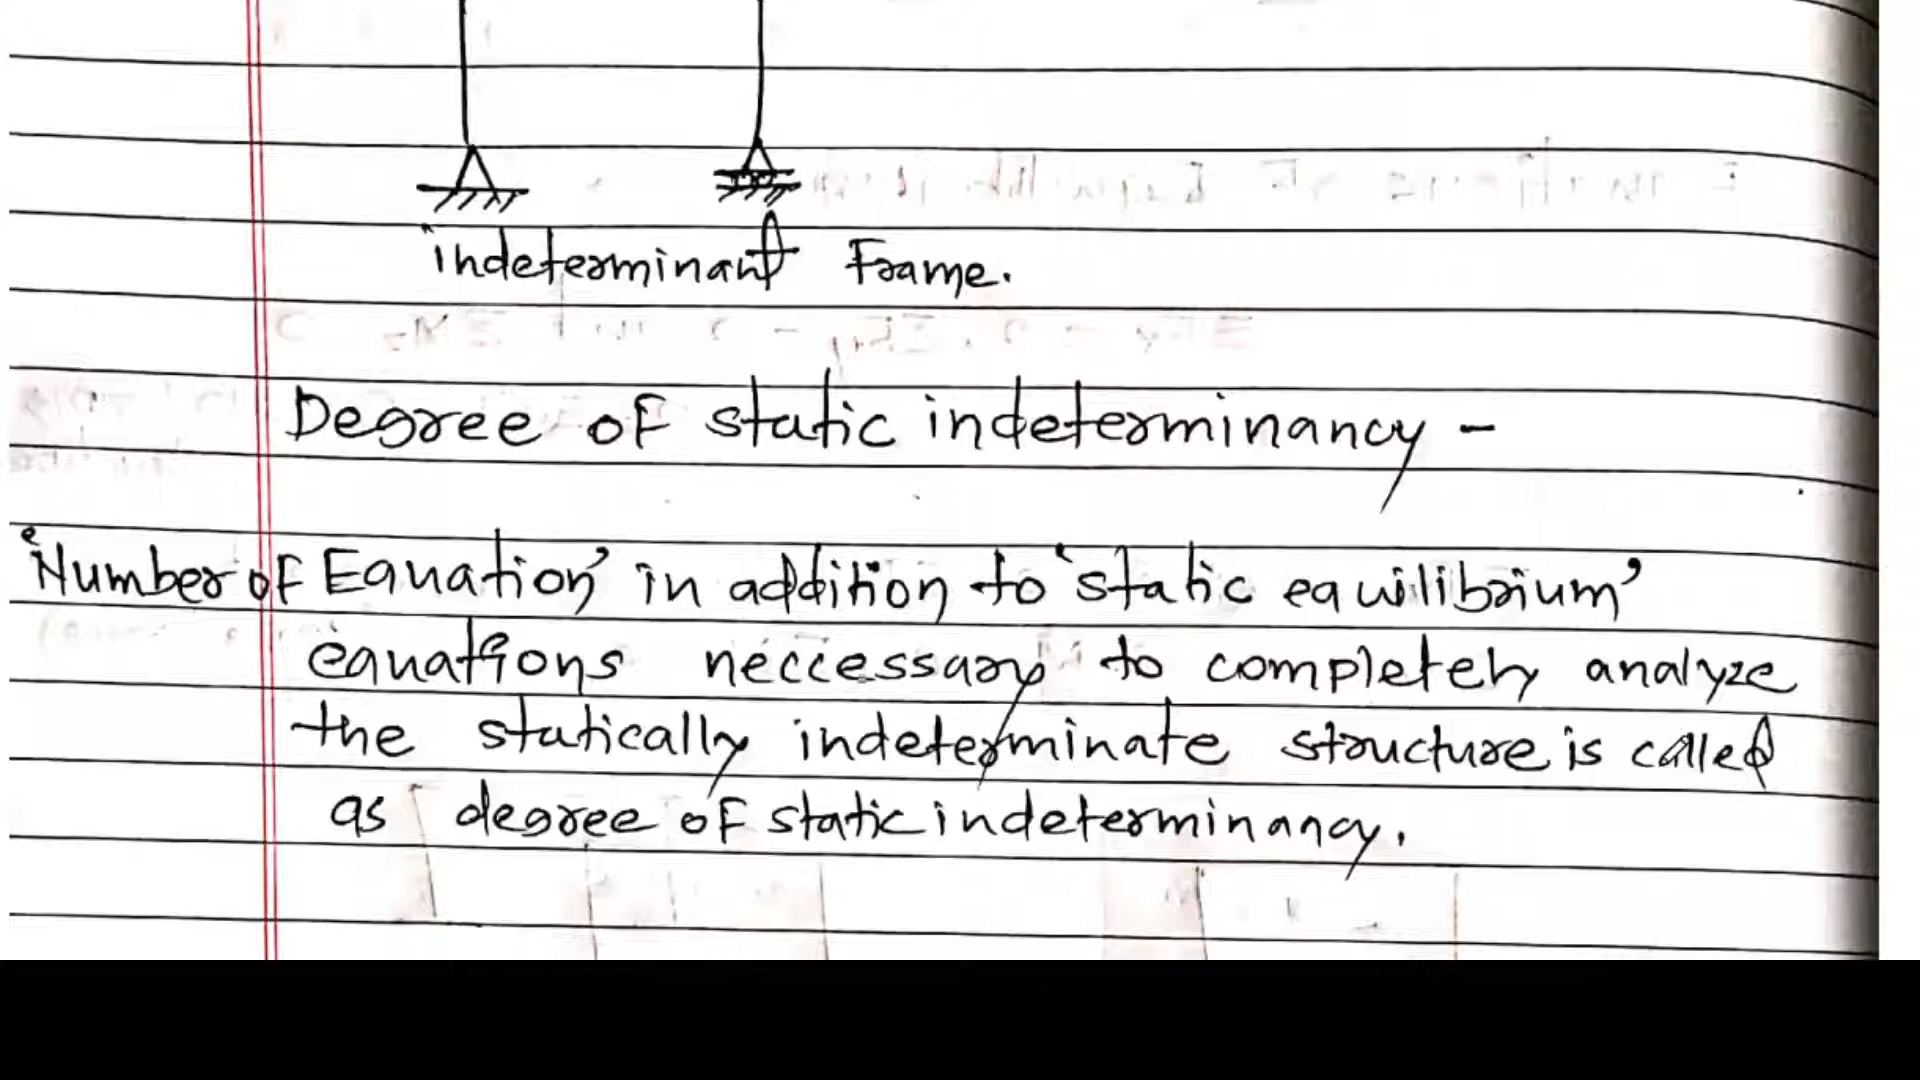 indeterminant Frame.
Degree of static indeterminancy -
'Number of Equation' in addition to 'static equilibrium'
equations neccessary to completely analyze
the statically indeterminate structure is called
as degree of static indeterminancy.